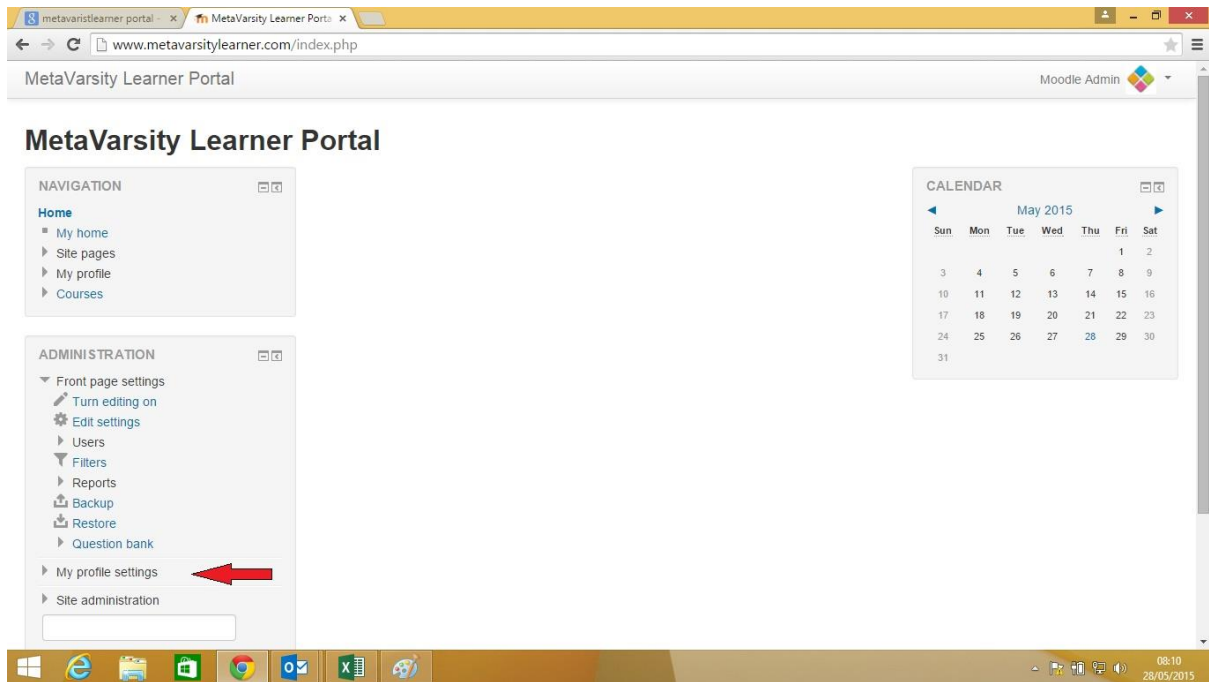 metavaristlearner portal -
MetaVarsity Learner Porta
www.metavarsitylearner.com/index.php
MetaVarsity Learner Portal
Moodle Admin
MetaVarsity Learner Portal
NAVIGATION
Home
My home
Site pages
My profile
Courses
ADMINISTRATION
Front page settings
Turn editing on
Edit settings
Users
Filters
Reports
Backup
Restore
Question bank
My profile settings
Site administration
CALENDAR
May 2015
Sun Mon Tue Wed Thu Fri Sat
1 2
3 4 5 6 7 8 9
10 11 12 13 14 15 16
17 18 19 20 21 22 23
24 25 26 27 28 29 30
31
08:10
28/05/2015